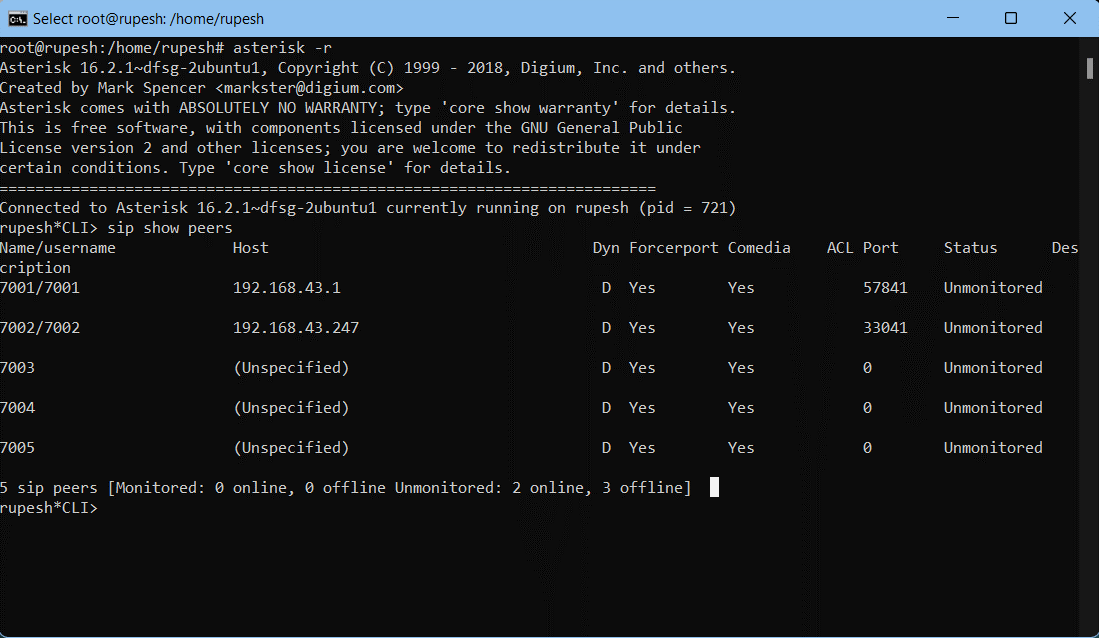 Select root@rupesh: /home/rupesh
root@rupesh:/home/rupesh# asterisk -r
Asterisk 16.2.1~dfsg-2ubuntu1, Copyright (C) 1999 - 2018, Digium, Inc. and others.
Created by Mark Spencer <markster@digium.com>
Asterisk comes with ABSOLUTELY NO WARRANTY; type 'core show warranty' for details.
This is free software, with components licensed under the GNU General Public
License version 2 and other licenses; you are welcome to redistribute it under
certain conditions. Type 'core show license' for details.
=========================================================================
Connected to Asterisk 16.2.1~dfsg-2ubuntu1 currently running on rupesh (pid = 721)
rupesh*CLI> sip show peers
Name/username             Host                                    Dyn Forcerport Comedia    ACL Port     Status      Des
cription
7001/7001                 192.168.43.1                             D  Yes        Yes            57841    Unmonitored
7002/7002                 192.168.43.247                           D  Yes        Yes            33041    Unmonitored
7003                      (Unspecified)                            D  Yes        Yes            0        Unmonitored
7004                      (Unspecified)                            D  Yes        Yes            0        Unmonitored
7005                      (Unspecified)                            D  Yes        Yes            0        Unmonitored
5 sip peers [Monitored: 0 online, 0 offline Unmonitored: 2 online, 3 offline]
rupesh*CLI>